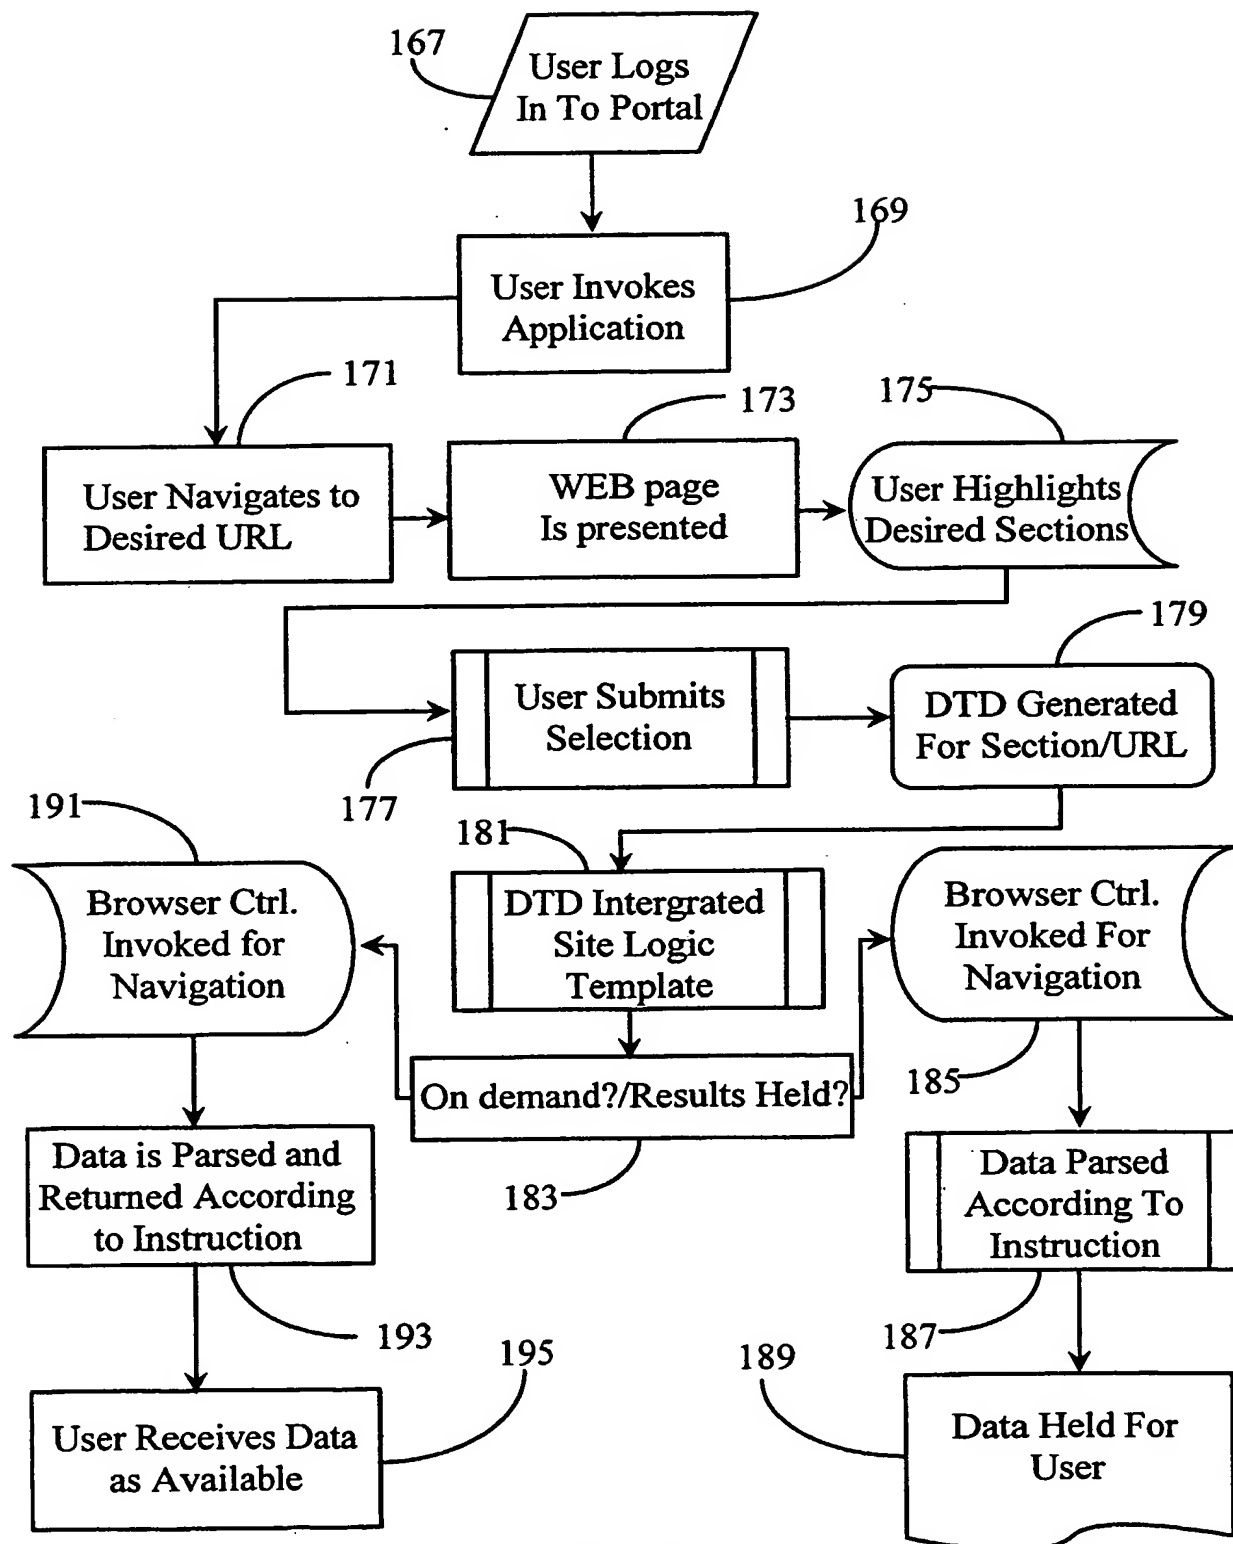 167
User Logs
In To Portal
169
User Invokes
Application
171
173
175
User Navigates to
Desired URL
WEB page
Is presented
User Highlights
Desired Sections
179
User Submits
Selection
DTD Generated
For Section/URL
177
191
181
Browser Ctrl.
Invoked for
Navigation
DTD Intergrated
Site Logic
Template
Browser Ctrl.
Invoked For
Navigation
185
On demand?/Results Held?
183
Data is Parsed and
Returned According
to Instruction
Data Parsed
According To
Instruction
193
187
195
189
User Receives Data
as Available
Data Held For
User